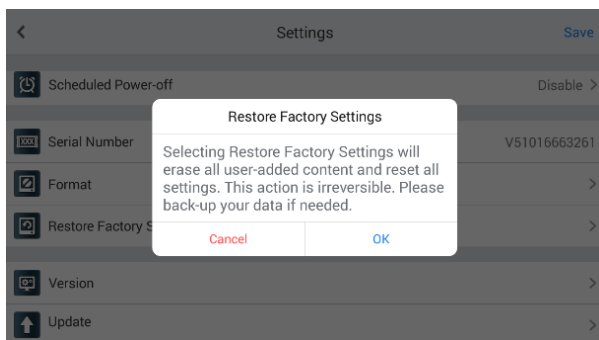 Settings
Save
Scheduled Power-off
Disable
Restore Factory Settings
Serial Number
V51016663261
Selecting Restore Factory Settings will
erase all user-added content and reset all
settings. This action is irreversible. Please
back-up your data if needed.
Format
Restore Factory S
Cancel
OK
Version
Update